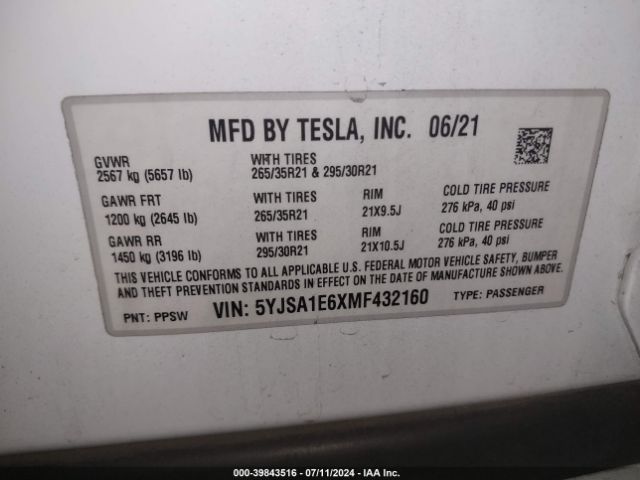 MFD BY TESLA, INC. 06/21
GVWR
2567 kg (5657 lb)
WITH TIRES
265/35R21 & 295/30R21
GAWR FRT
1200 kg (2645 lb)
WITH TIRES
265/35R21
RIM
21X9.5J
COLD TIRE PRESSURE
276 kPa, 40 psi
GAWR RR
1450 kg (3196 lb)
WITH TIRES
295/30R21
RIM
21X10.5J
COLD TIRE PRESSURE
276 kPa, 40 psi
THIS VEHICLE CONFORMS TO ALL APPLICABLE U.S. FEDERAL MOTOR VEHICLE SAFETY, BUMPER
AND THEFT PREVENTION STANDARDS IN EFFECT ON THE DATE OF MANUFACTURE SHOWN ABOVE.
PNT: PPSW VIN: 5YJSA1E6XMF432160 TYPE: PASSENGER
000-39843516 - 07/11/2024 - IAA Inc.